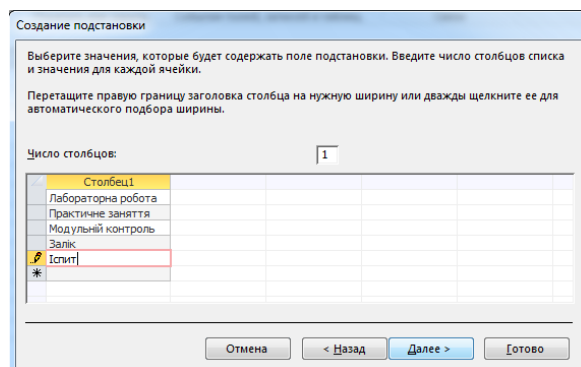 Создание подстановки
Выберите значения, которые будет содержать поле подстановки. Введите число столбцов списка
и значения для каждой ячейки.
Перетащите правую границу заголовка столбца на нужную ширину или дважды щелкните ее для
автоматического подбора ширины.
Число столбцов: 1
Столбец1
Лабораторна робота
Практичне заняття
Модульній контроль
Залік
Іспит
Отмена < Назад Далее > Готово